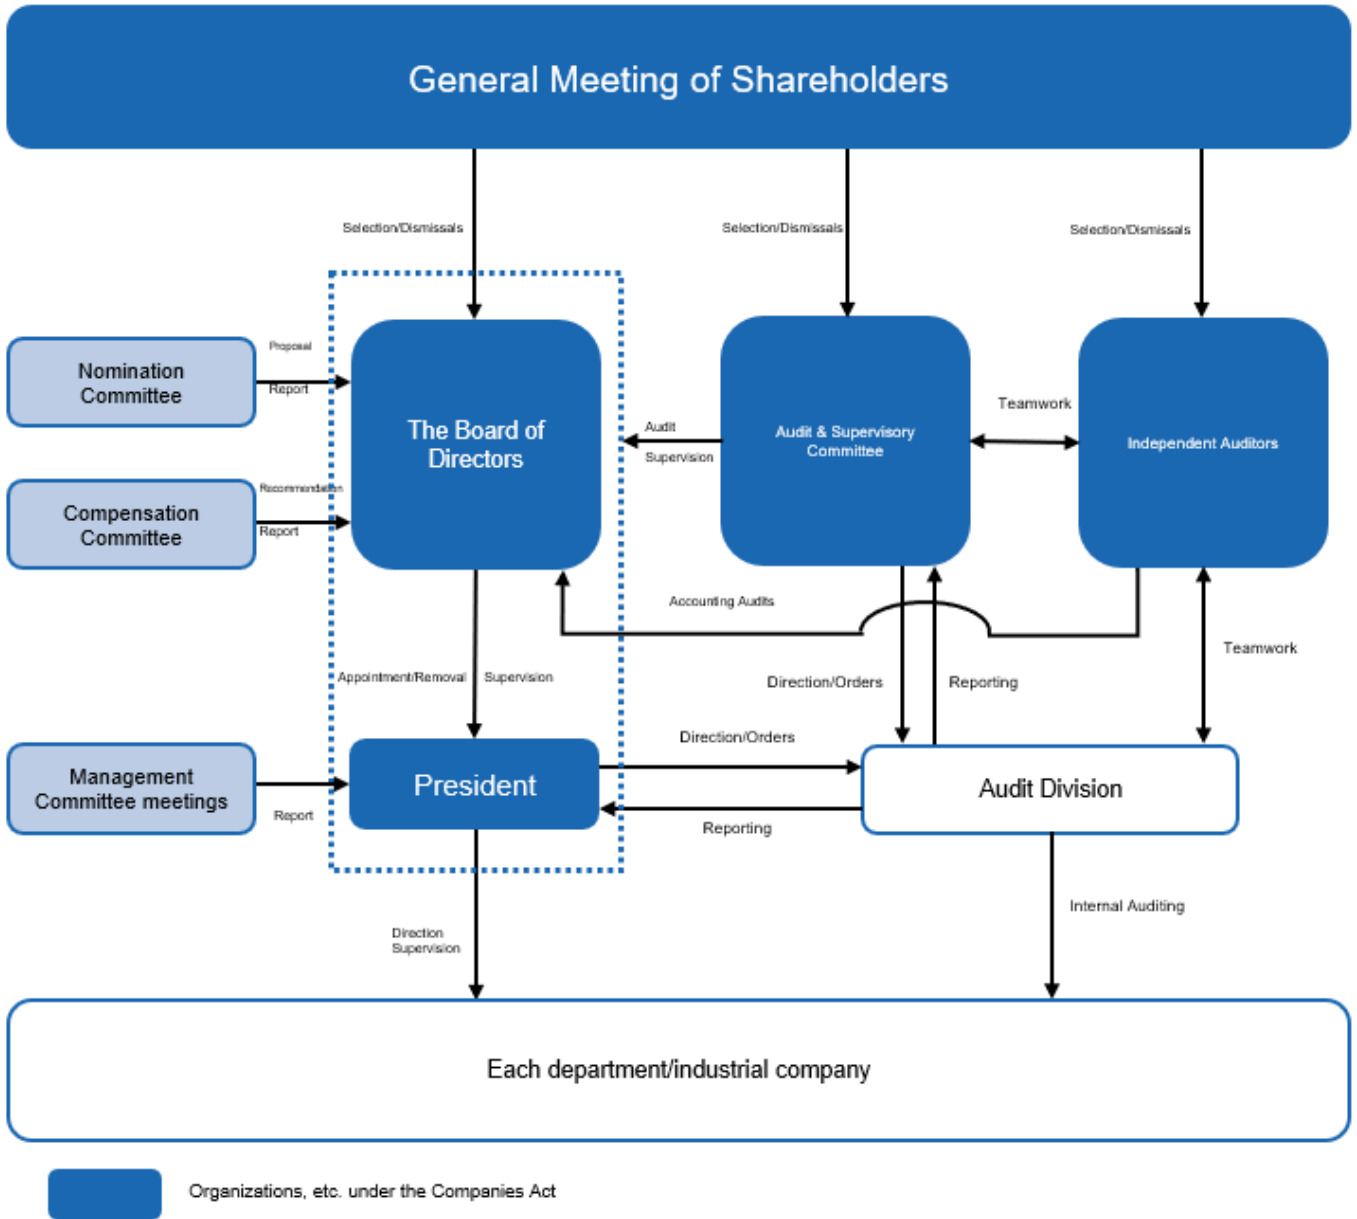 General Meeting of Shareholders
Selection/Dismissals
Selection/Dismissals
Selection/Dismissals
Nomination
Committee
Proposal
Report
The Board of
Directors
Audit
Supervision
Audit & Supervisory
Committee
Teamwork
Independent Auditors
Compensation
Committee
Recommendation
Report
Accounting Audits
Appointment/Removal
Supervision
Direction/Orders
Reporting
Teamwork
Management
Committee meetings
Report
President
Direction/Orders
Reporting
Audit Division
Direction
Supervision
Internal Auditing
Each department/industrial company
Organizations, etc. under the Companies Act